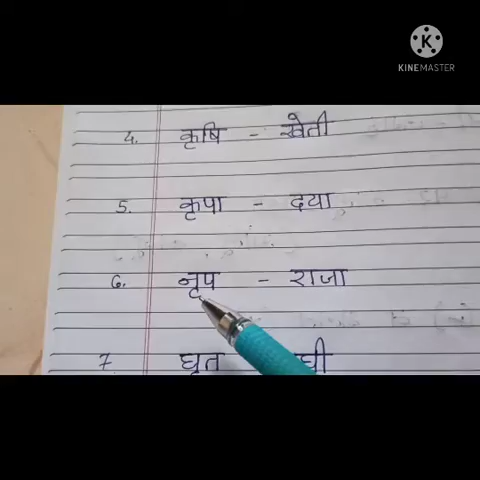 KINEMASTER
4. कृषि - खेती
5. कृपा - दया
6. नृप - राजा
7 घृत घी